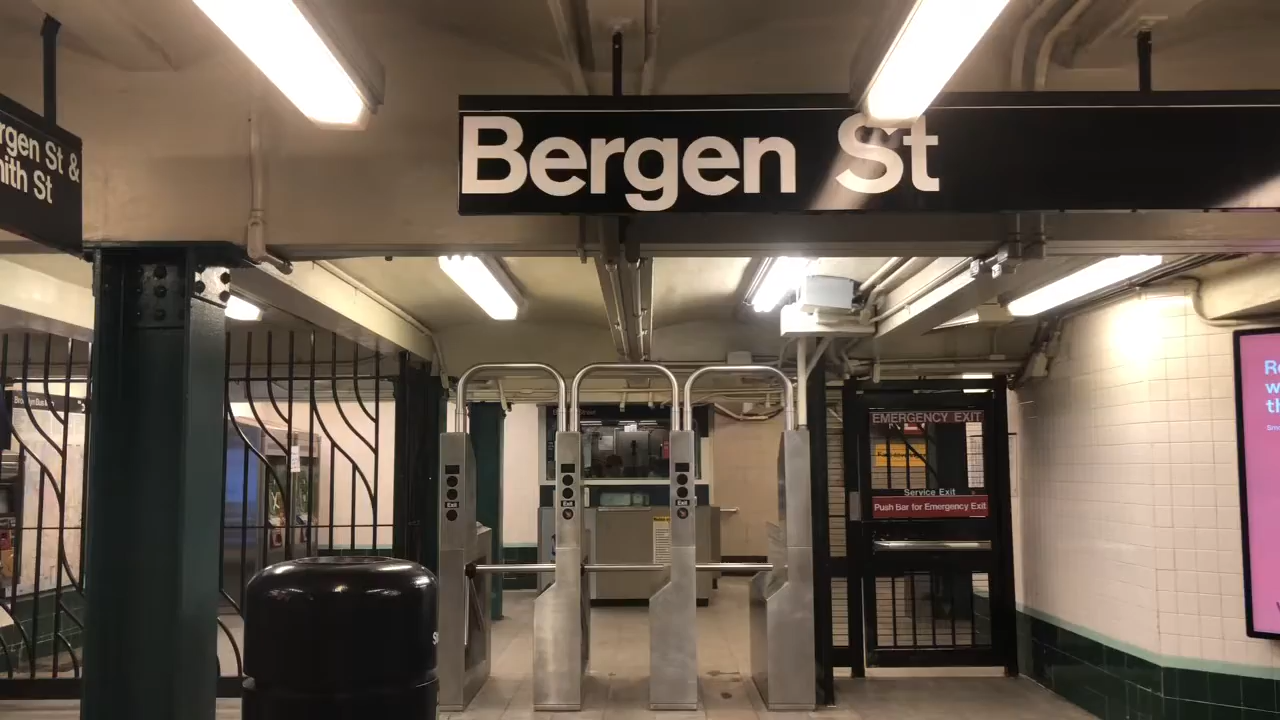 Bergen St
rgen St &
ith St
EMERGENCY EXIT
Service Exit
Push Bar for Emergency Exit
Exit
Exit
Exit